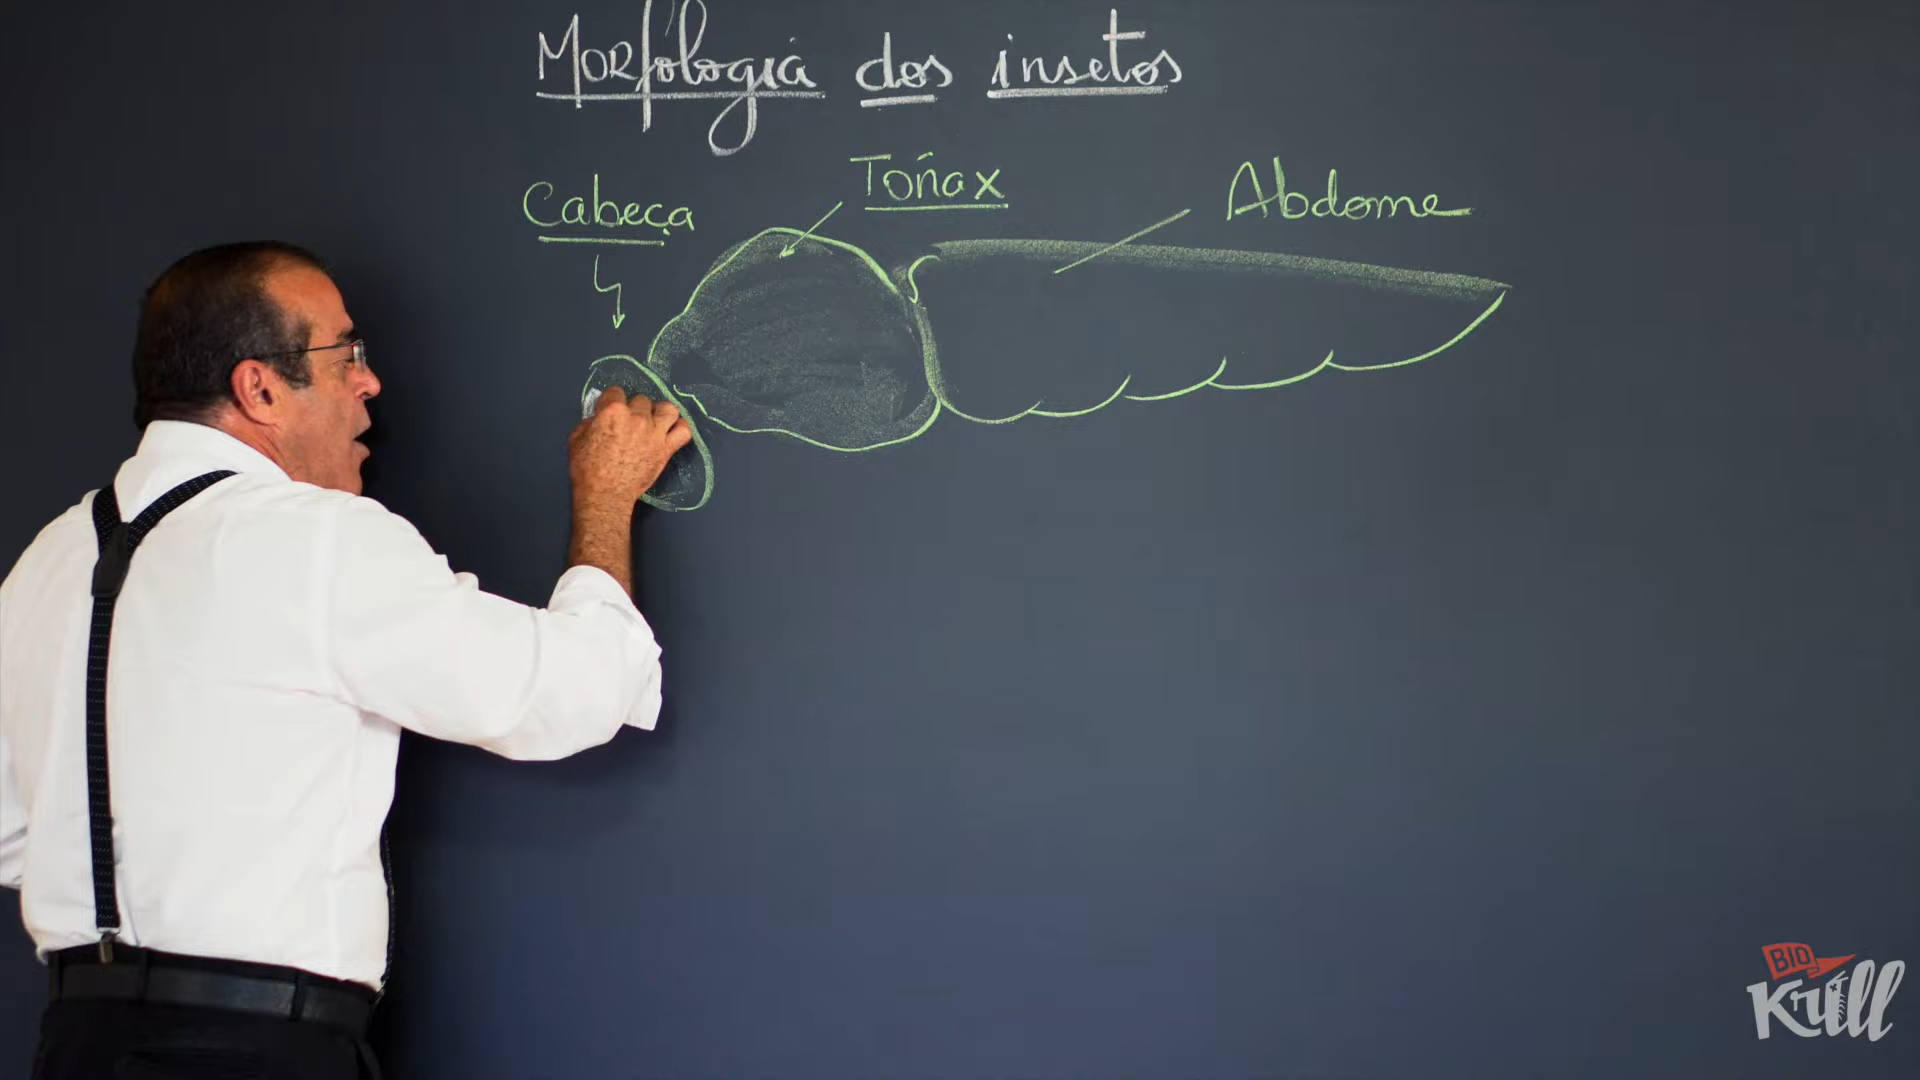 Morfologia dos insetos
Cabeça
Tórax
Abdome
BIO
Krill